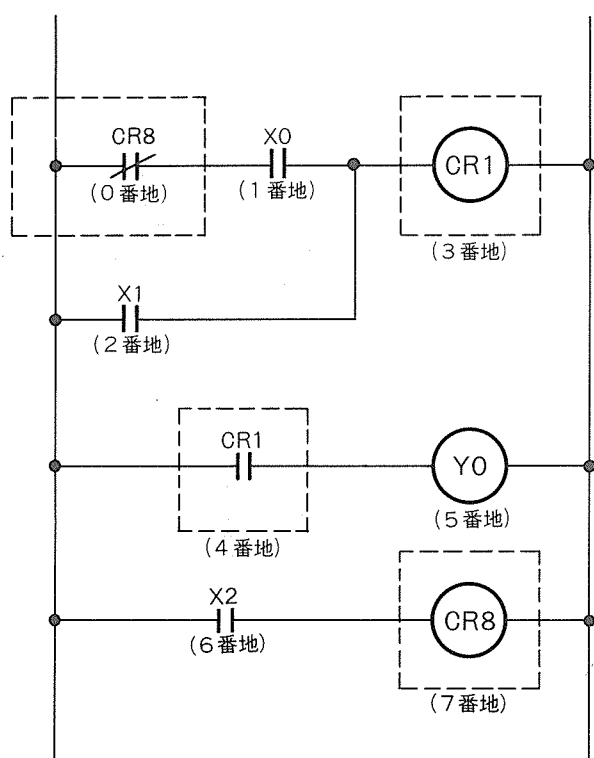 CR8
(0番地)
X0
(1番地)
CR1
(3番地)
X1
(2番地)
CR1
(4番地)
Y0
(5番地)
X2
(6番地)
CR8
(7番地)